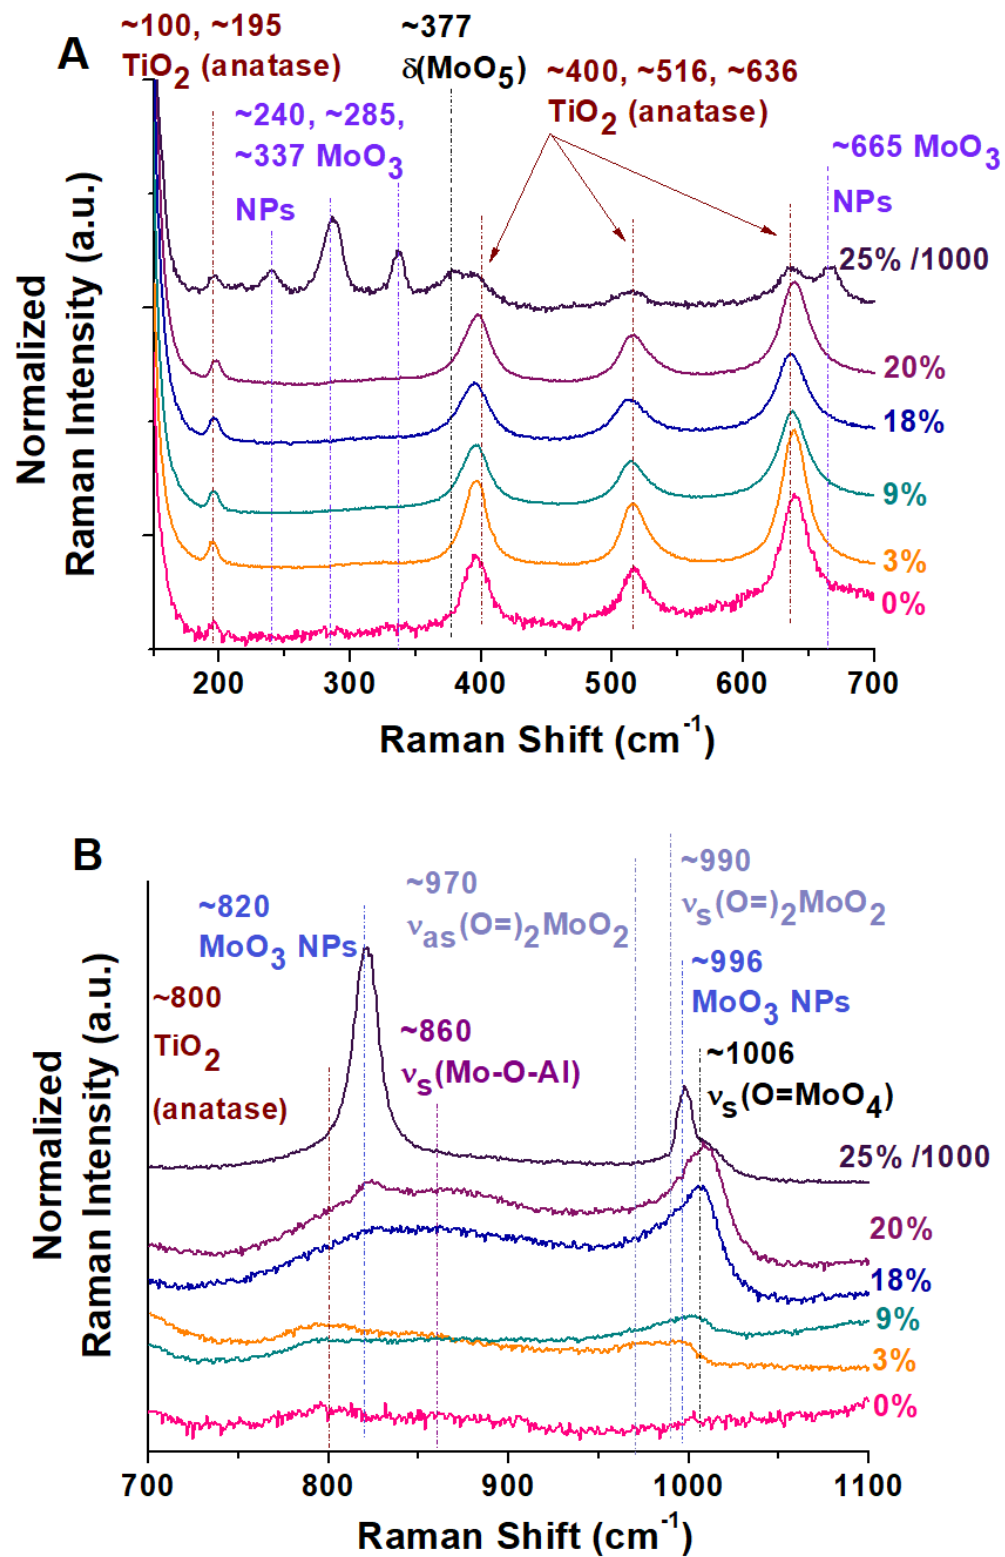 A
~100, ~195
TiO2 (anatase)
~377
δ(MoO5)
~400, ~516, ~636
TiO2 (anatase)
~240, ~285,
~337 MoO3
NPs
~665 MoO3
NPs
25% /1000
20%
18%
9%
3%
0%
Normalized
Raman Intensity (a.u.)
200 300 400 500 600 700
Raman Shift (cm-1)
B
~820
MoO3 NPs
~970
νas(O=)2MoO2
~990
νs(O=)2MoO2
~996
MoO3 NPs
~800
TiO2
(anatase)
~860
νs(Mo-O-Al)
~1006
νs(O=MoO4)
25% /1000
20%
18%
9%
3%
0%
Normalized
Raman Intensity (a.u.)
700 800 900 1000 1100
Raman Shift (cm-1)